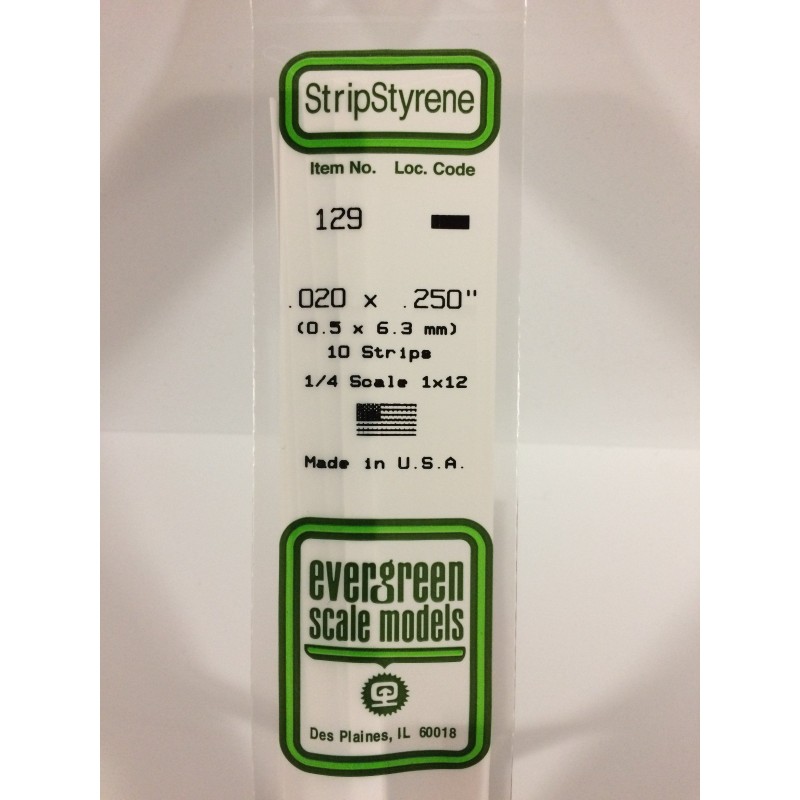 StripStyrene
Item No. Loc. Code
129
.020 x .250"
(0.5 x 6.3 mm)
10 Strips
1/4 Scale 1x12
Made in U.S.A.
evergreen
scale models
Des Plaines, IL 60018